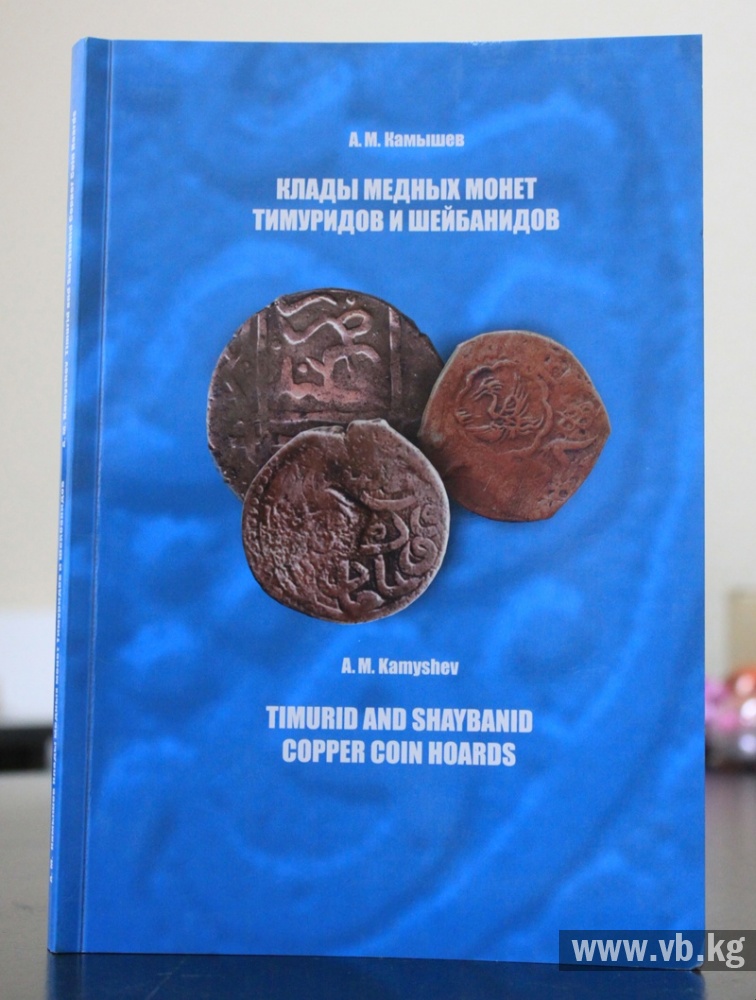 А. М. Камышев
КЛАДЫ МЕДНЫХ МОНЕТ
ТИМУРИДОВ И ШЕЙБАНИДОВ
A. M. Kamyshev
TIMURID AND SHAYBANID
COPPER COIN HOARDS
www.vb.kg